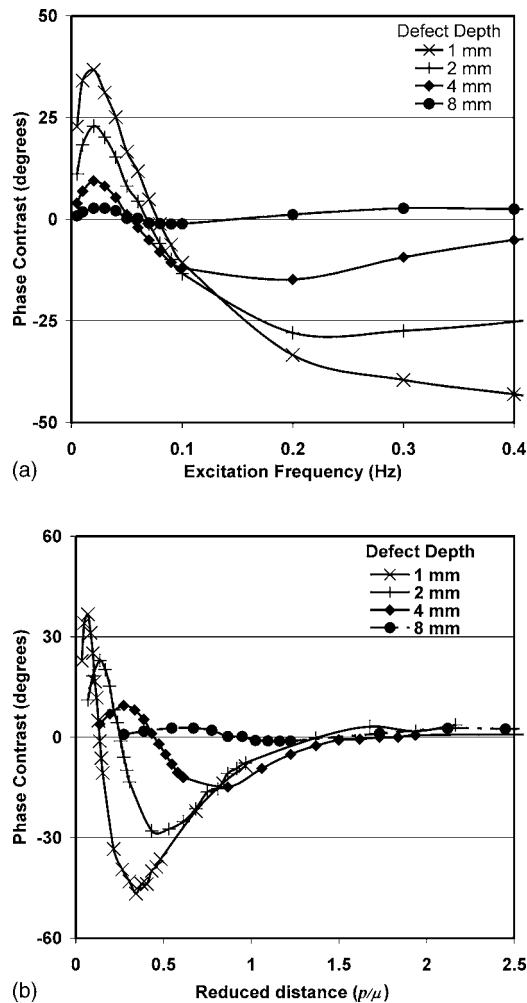 50
25
0
-25
-50
Phase Contrast (degrees)
Defect Depth
1 mm
2 mm
4 mm
8 mm
0 0.1 0.2 0.3 0.4
(a) Excitation Frequency (Hz)
60
30
0
-30
-60
Phase Contrast (degrees)
Defect Depth
1 mm
2 mm
4 mm
8 mm
0 0.5 1 1.5 2 2.5
(b) Reduced distance (p/μ)